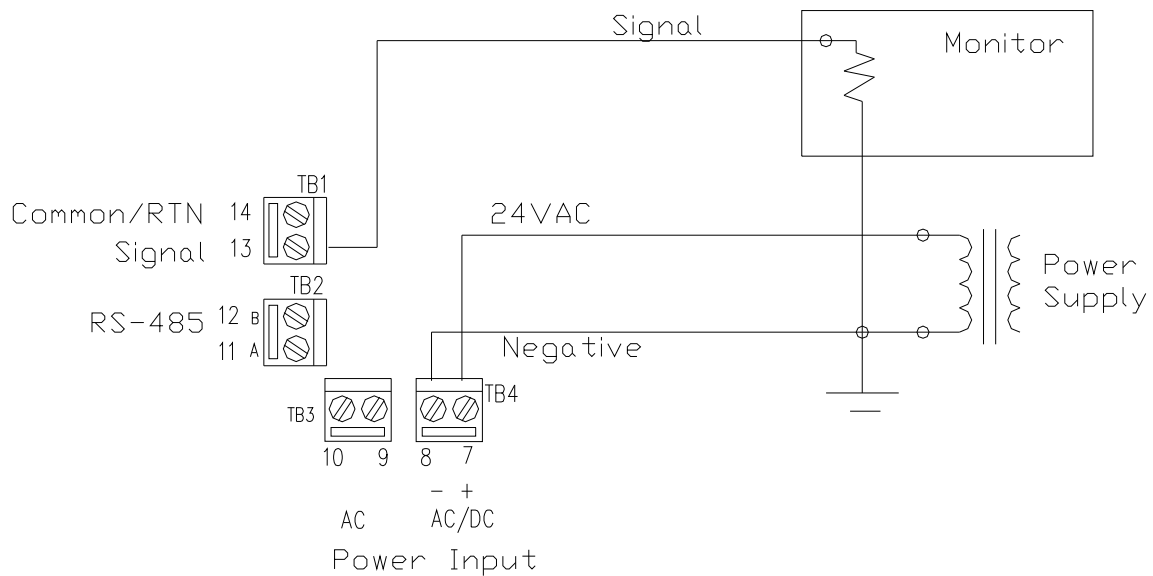 Signal
Monitor
TB1
Common/RTN 14
Signal 13
24VAC
Power
Supply
TB2
RS-485 12 B
11 A
Negative
TB3
TB4
10 9 8 7
- +
AC AC/DC
Power Input